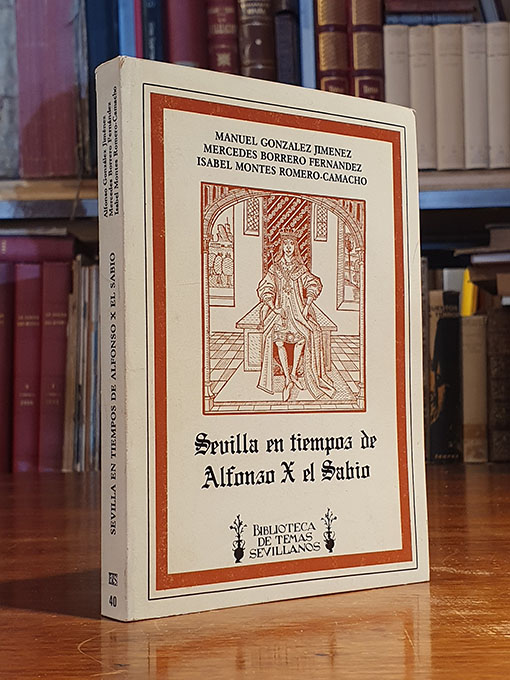 MANUEL GONZALEZ JIMENEZ
MERCEDES BORRERO FERNANDEZ
ISABEL MONTES ROMERO-CAMACHO
Sevilla en tiempos de
Alfonso X el Sabio
BIBLIOTECA
DE TEMAS
SEVILLANOS
Alfonso González Jiménez
Mercedes Borrero Fernández
Isabel Montes Romero-Camacho
SEVILLA EN TIEMPOS DE ALFONSO X EL SABIO
40